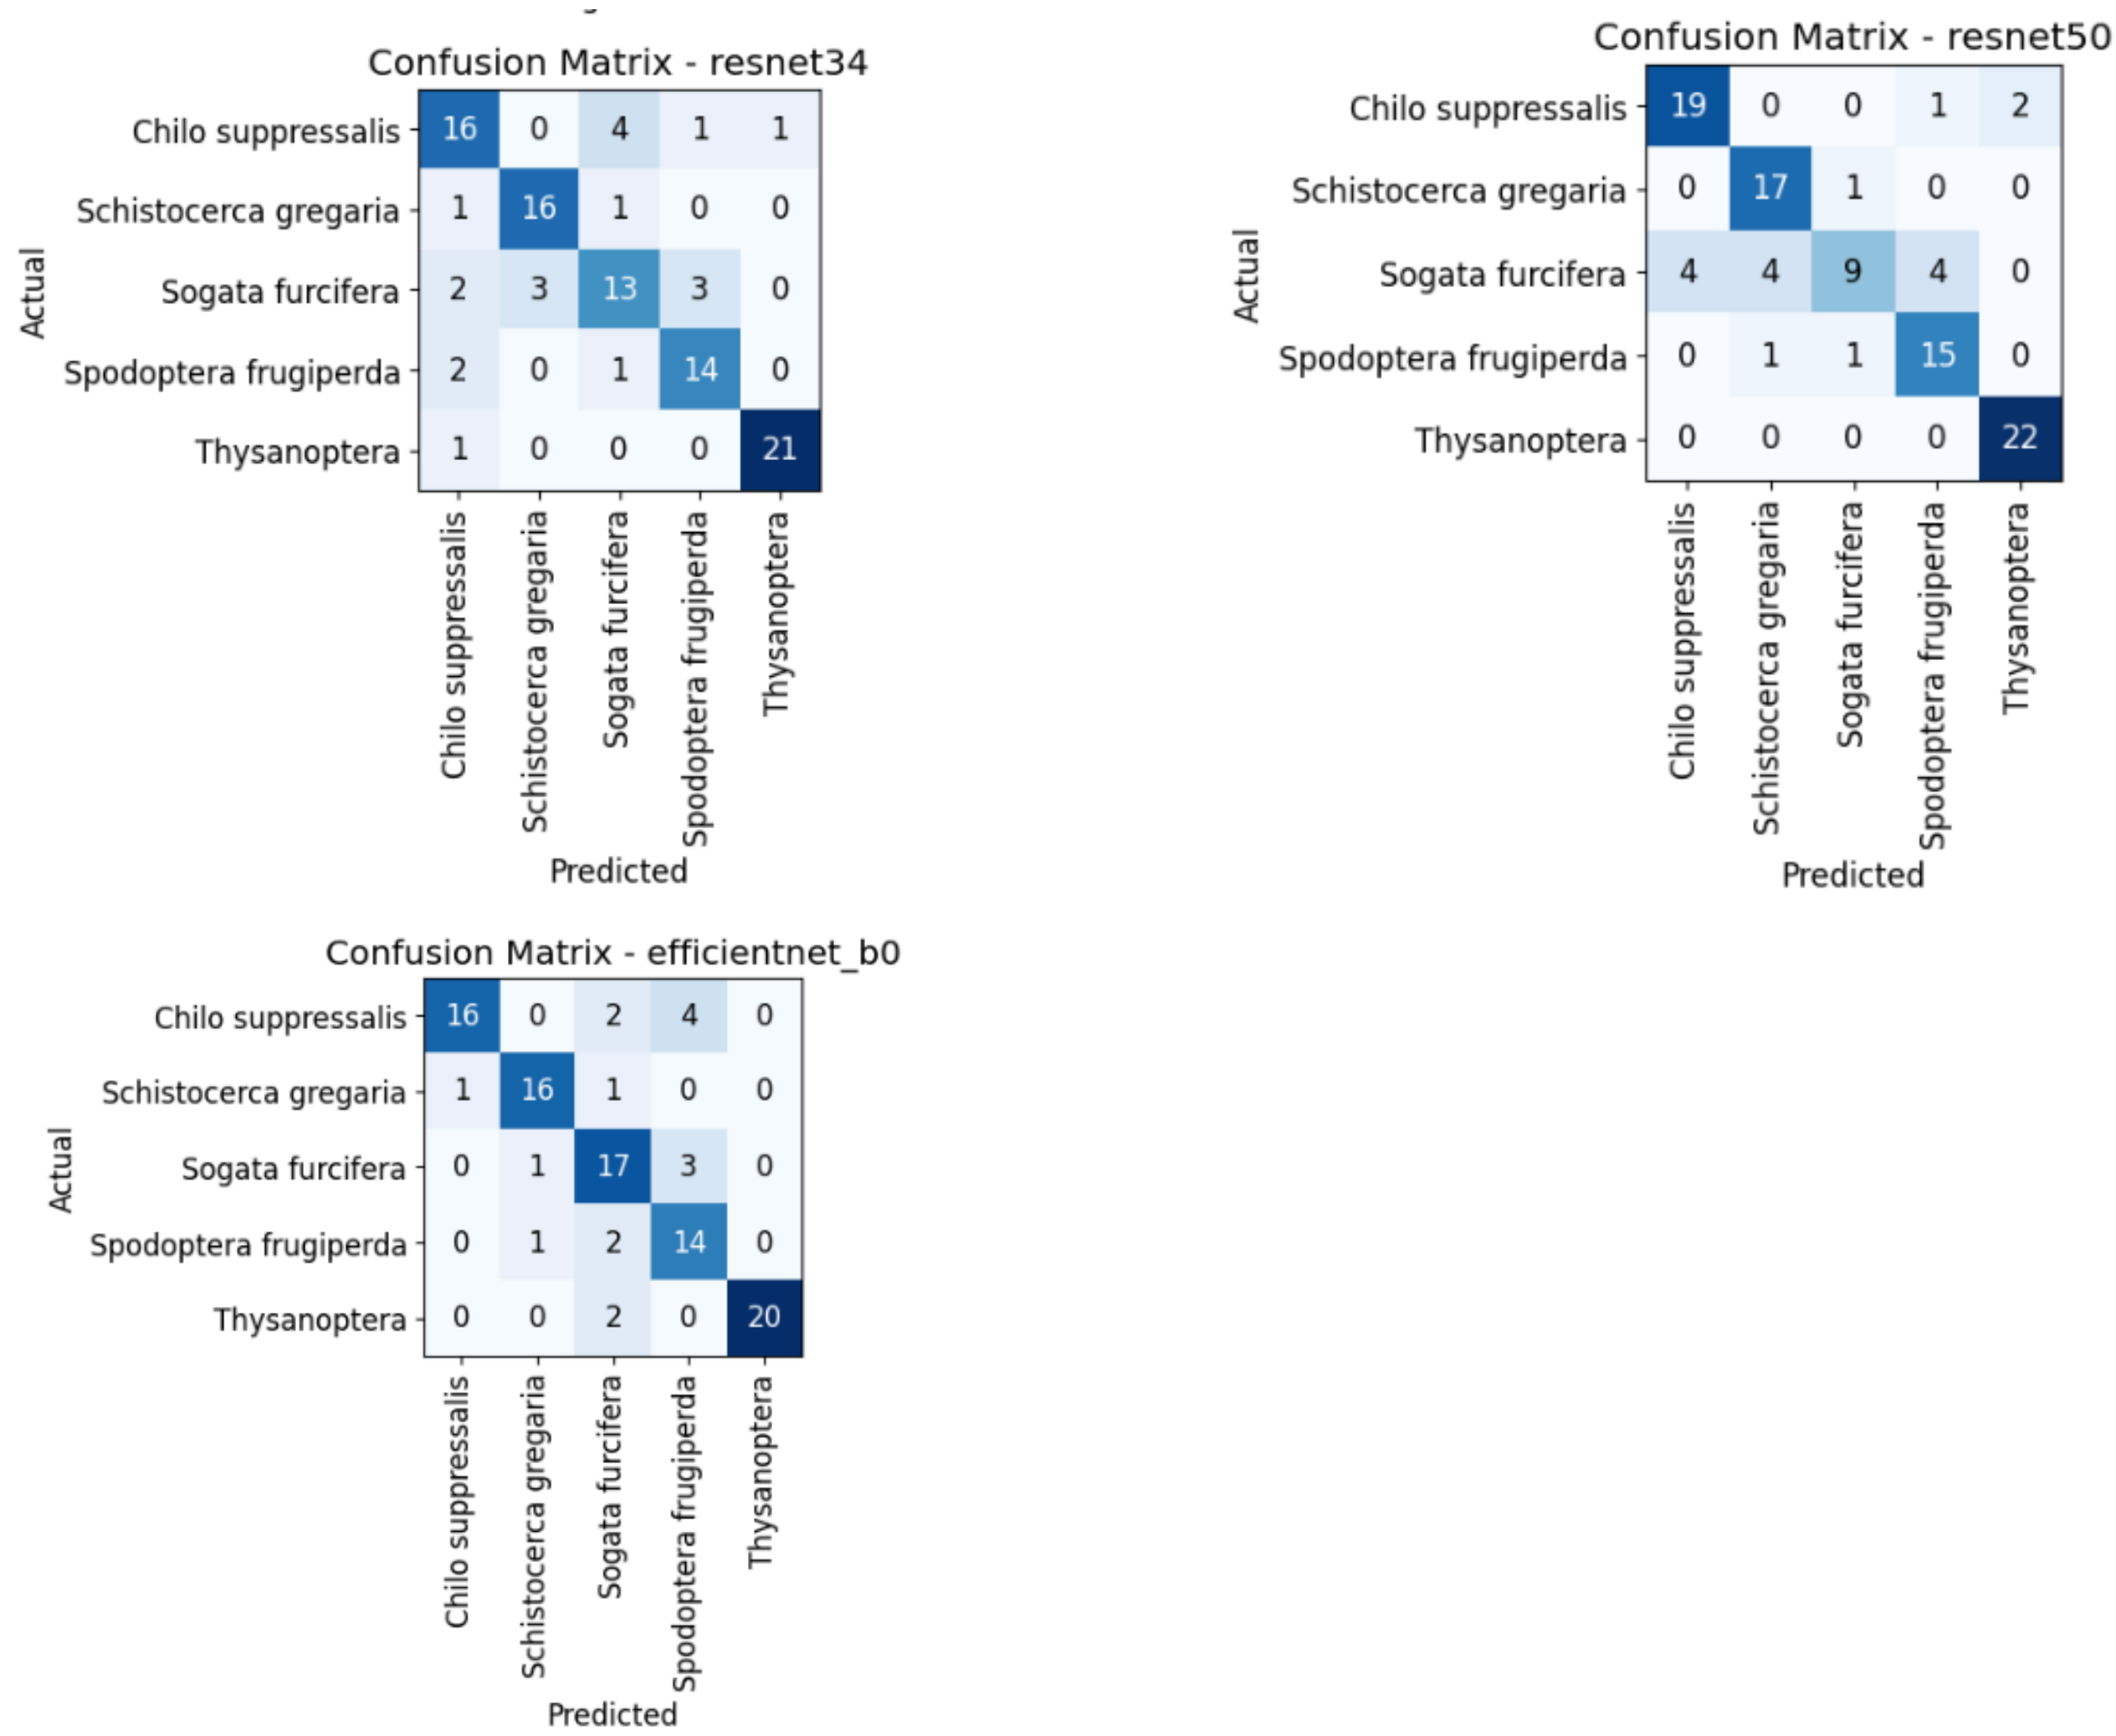 Confusion Matrix - resnet34
Chilo suppressalis 16 0 4 1 1
Schistocerca gregaria 1 16 1 0 0
Sogata furcifera 2 3 13 3 0
Spodoptera frugiperda 2 0 1 14 0
Thysanoptera 1 0 0 0 21
Actual
Chilo suppressalis
Schistocerca gregaria
Sogata furcifera
Spodoptera frugiperda
Thysanoptera
Predicted
Confusion Matrix - resnet50
Chilo suppressalis 19 0 0 1 2
Schistocerca gregaria 0 17 1 0 0
Sogata furcifera 4 4 9 4 0
Spodoptera frugiperda 0 1 1 15 0
Thysanoptera 0 0 0 0 22
Actual
Chilo suppressalis
Schistocerca gregaria
Sogata furcifera
Spodoptera frugiperda
Thysanoptera
Predicted
Confusion Matrix - efficientnet_b0
Chilo suppressalis 16 0 2 4 0
Schistocerca gregaria 1 16 1 0 0
Sogata furcifera 0 1 17 3 0
Spodoptera frugiperda 0 1 2 14 0
Thysanoptera 0 0 2 0 20
Actual
Chilo suppressalis
Schistocerca gregaria
Sogata furcifera
Spodoptera frugiperda
Thysanoptera
Predicted